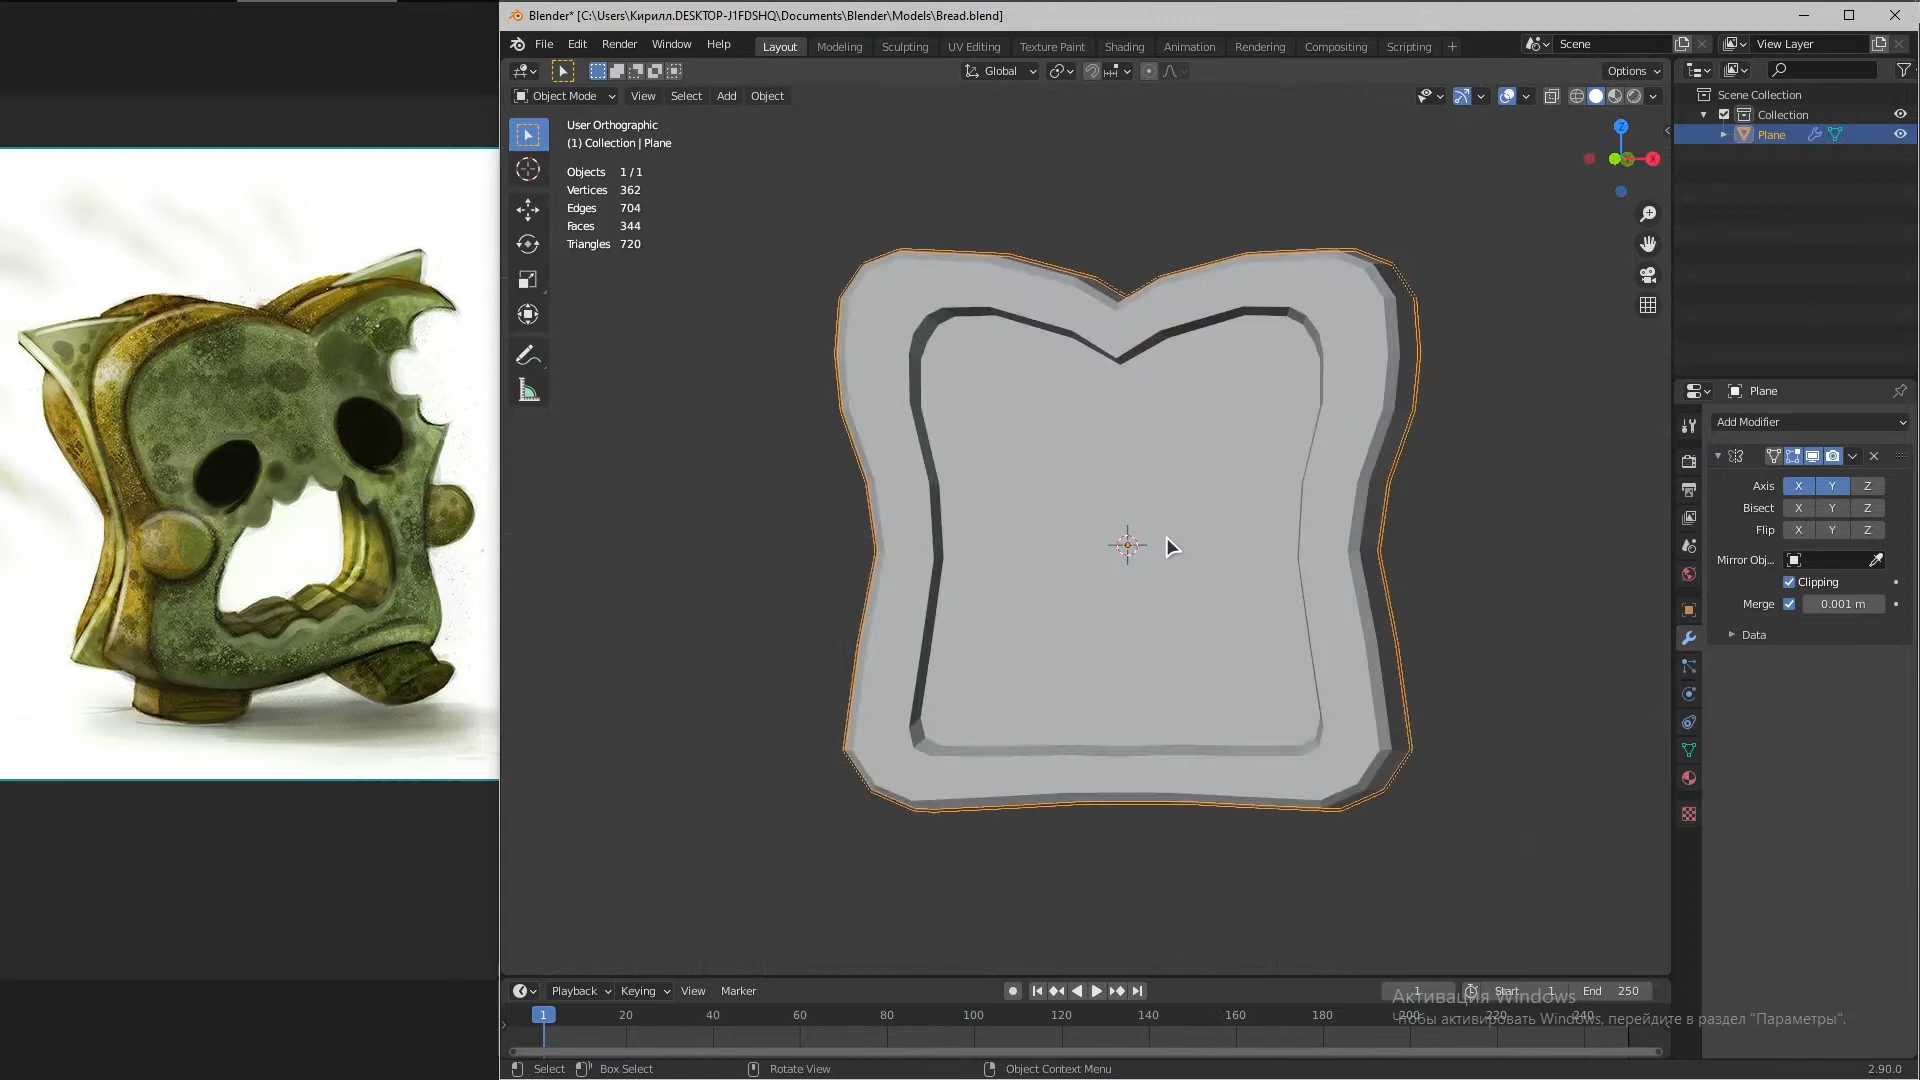 Blender* [C:\Users\Кирилл.DESKTOP-J1FDSHQ\Documents\Blender\Models\Bread.blend]
File Edit Render Window Help Layout Modeling Sculpting UV Editing Texture Paint Shading Animation Rendering Compositing Scripting + Scene View Layer
Global Options
Object Mode View Select Add Object
Scene Collection
Collection
Plane
User Orthographic
(1) Collection | Plane
Objects 1 / 1
Vertices 362
Edges 704
Faces 344
Triangles 720
Z
X
Plane
Add Modifier
Axis X Y Z
Bisect X Y Z
Flip X Y Z
Mirror Obj...
Clipping
Merge 0.001 m
Data
Playback Keying View Marker 1 Start 1 End 250
Активация Windows
Чтобы активировать Windows, перейдите в раздел "Параметры".
1 20 40 60 80 100 120 140 160 180 200 220 240
Select Box Select Rotate View Object Context Menu 2.90.0